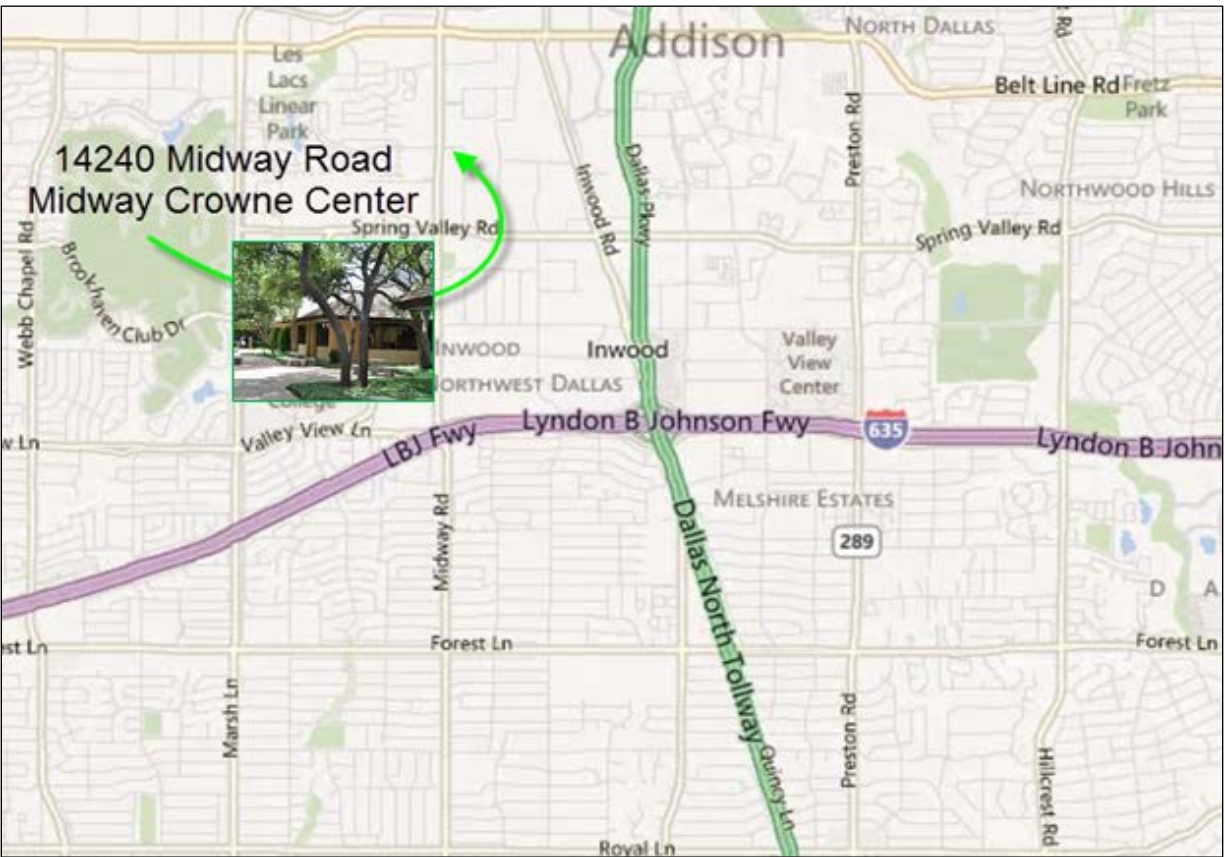 NORTH DALLAS
Addison
Les
Lacs
Linear
Park
Belt Line Rd
Fretz
Park
Preston Rd
14240 Midway Road
Midway Crowne Center
Inwood Rd
Dallas Pkwy
NORTHWOOD HILLS
Spring Valley Rd
Spring Valley Rd
Webb Chapel Rd
Brookhaven Club Dr
INWOOD
Inwood
Valley
View
Center
NORTHWEST DALLAS
College
Valley View Ln
LBJ Fwy
Lyndon B Johnson Fwy
635
Lyndon B John
w Ln
Midway Rd
MELSHIRE ESTATES
289
Dallas North Tollway
D A
est Ln
Forest Ln
Forest Ln
Marsh Ln
Quincy Ln
Preston Rd
Hillcrest Rd
Royal Ln